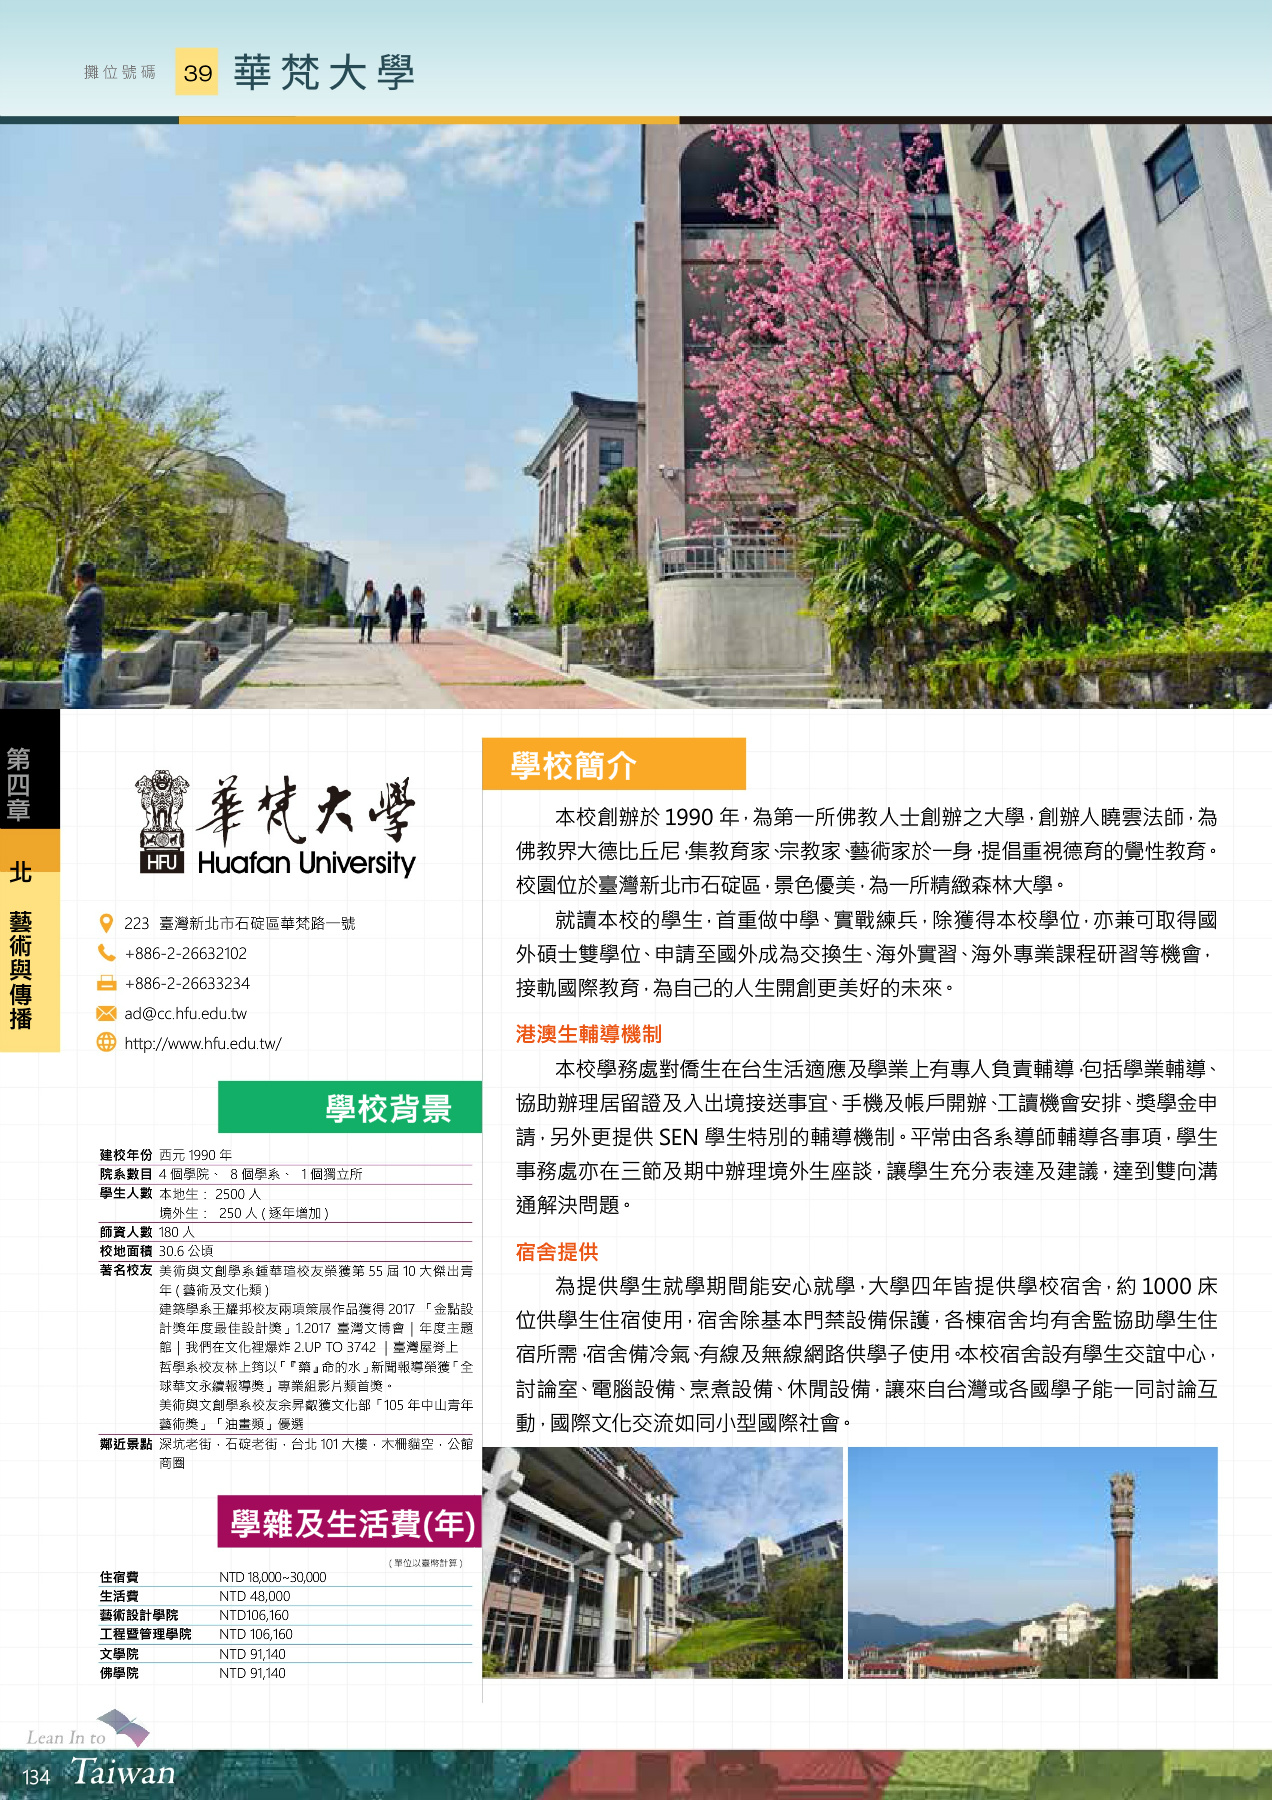 攤位號碼 39 華梵大學
第四章
北 藝術與傳播
華梵大學
HFU Huafan University
223 臺灣新北市石碇區華梵路一號
+886-2-26632102
+886-2-26633234
ad@cc.hfu.edu.tw
http://www.hfu.edu.tw/
學校背景
建校年份 西元 1990 年
院系數目 4 個學院、 8 個學系、 1 個獨立所
學生人數 本地生： 2500 人
境外生： 250 人 ( 逐年增加 )
師資人數 180 人
校地面積 30.6 公頃
著名校友 美術與文創學系鍾華瑄校友榮獲第 55 屆 10 大傑出青
年 ( 藝術及文化類 )
建築學系王耀邦校友兩項策展作品獲得 2017 「金點設
計獎年度最佳設計獎」1.2017 臺灣文博會 | 年度主題
館 | 我們在文化裡爆炸 2.UP TO 3742 | 臺灣屋脊上
哲學系校友林上筠以「『藥』命的水」新聞報導榮獲「全
球華文永續報導獎」專業組影片類首獎。
美術與文創學系校友余昇叡獲文化部「105 年中山青年
藝術獎」「油畫類」優選
鄰近景點 深坑老街，石碇老街，台北 101 大樓，木柵貓空，公館
商圈
學雜及生活費(年)
( 單位以臺幣計算 )
住宿費 NTD 18,000~30,000
生活費 NTD 48,000
藝術設計學院 NTD106,160
工程暨管理學院 NTD 106,160
文學院 NTD 91,140
佛學院 NTD 91,140
學校簡介
本校創辦於 1990 年，為第一所佛教人士創辦之大學，創辦人曉雲法師，為
佛教界大德比丘尼，集教育家、宗教家、藝術家於一身，提倡重視德育的覺性教育。
校園位於臺灣新北市石碇區，景色優美，為一所精緻森林大學。
就讀本校的學生，首重做中學、實戰練兵，除獲得本校學位，亦兼可取得國
外碩士雙學位、申請至國外成為交換生、海外實習、海外專業課程研習等機會，
接軌國際教育，為自己的人生開創更美好的未來。
港澳生輔導機制
本校學務處對僑生在台生活適應及學業上有專人負責輔導，包括學業輔導、
協助辦理居留證及入出境接送事宜、手機及帳戶開辦、工讀機會安排、獎學金申
請，另外更提供 SEN 學生特別的輔導機制。平常由各系導師輔導各事項，學生
事務處亦在三節及期中辦理境外生座談，讓學生充分表達及建議，達到雙向溝
通解決問題。
宿舍提供
為提供學生就學期間能安心就學，大學四年皆提供學校宿舍，約 1000 床
位供學生住宿使用，宿舍除基本門禁設備保護，各棟宿舍均有舍監協助學生住
宿所需，宿舍備冷氣、有線及無線網路供學子使用。本校宿舍設有學生交誼中心，
討論室、電腦設備、烹煮設備、休閒設備，讓來自台灣或各國學子能一同討論互
動，國際文化交流如同小型國際社會。
Lean In to
134 Taiwan